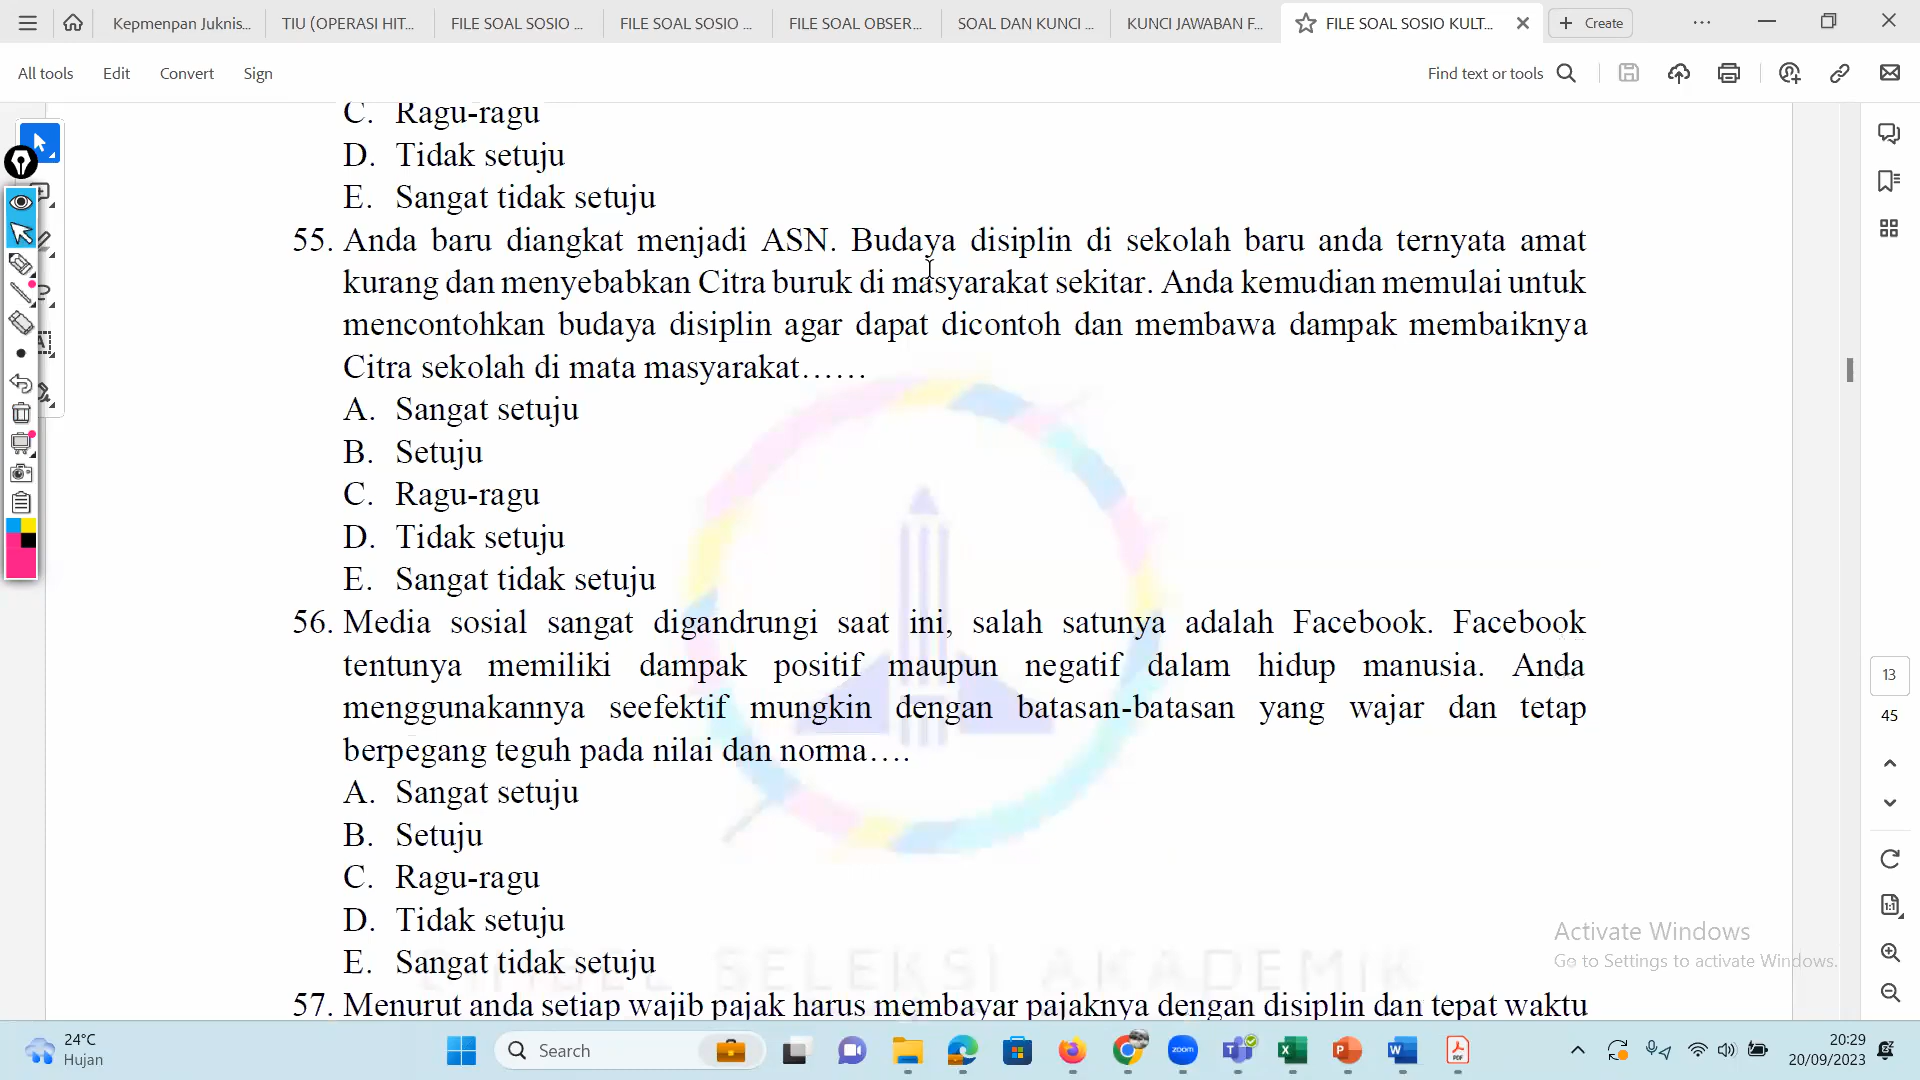 Kepmenpan Juknis...
TIU (OPERASI HIT...
FILE SOAL SOSIO ...
FILE SOAL SOSIO ...
FILE SOAL OBSER...
SOAL DAN KUNCI ...
KUNCI JAWABAN F...
FILE SOAL SOSIO KULT...
Create
All tools Edit Convert Sign
Find text or tools
C. Ragu-ragu
D. Tidak setuju
E. Sangat tidak setuju
55. Anda baru diangkat menjadi ASN. Budaya disiplin di sekolah baru anda ternyata amat
kurang dan menyebabkan Citra buruk di masyarakat sekitar. Anda kemudian memulai untuk
mencontohkan budaya disiplin agar dapat dicontoh dan membawa dampak membaiknya
Citra sekolah di mata masyarakat……
A. Sangat setuju
B. Setuju
C. Ragu-ragu
D. Tidak setuju
E. Sangat tidak setuju
56. Media sosial sangat digandrungi saat ini, salah satunya adalah Facebook. Facebook
tentunya memiliki dampak positif maupun negatif dalam hidup manusia. Anda
menggunakannya seefektif mungkin dengan batasan-batasan yang wajar dan tetap
berpegang teguh pada nilai dan norma….
A. Sangat setuju
B. Setuju
C. Ragu-ragu
D. Tidak setuju
E. Sangat tidak setuju
57. Menurut anda setiap wajib pajak harus membayar pajaknya dengan disiplin dan tepat waktu
SELEKSI AKADEMIK
13
45
Activate Windows
Go to Settings to activate Windows.
24°C
Hujan
Search
zoom
20:29
20/09/2023